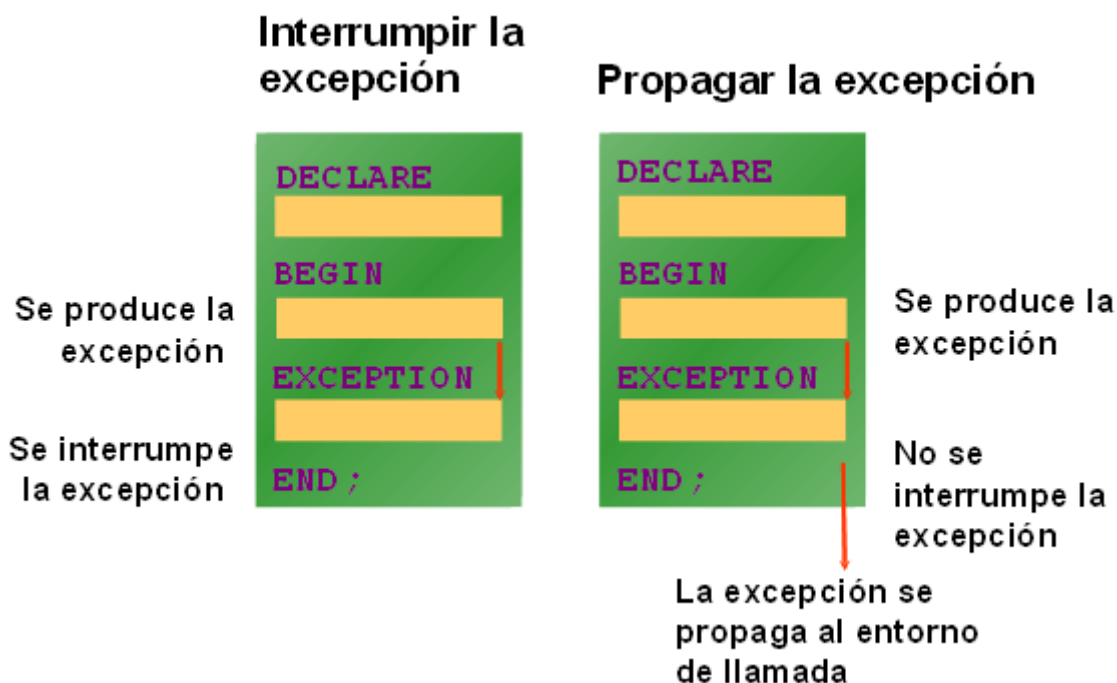 Interrumpir la
excepción
Propagar la excepción
DECLARE
BEGIN
Se produce la
excepción
EXCEPTION
Se interrumpe
la excepción
END;
DECLARE
BEGIN
Se produce la
excepción
EXCEPTION
No se
interrumpe la
excepción
END;
La excepción se
propaga al entorno
de llamada